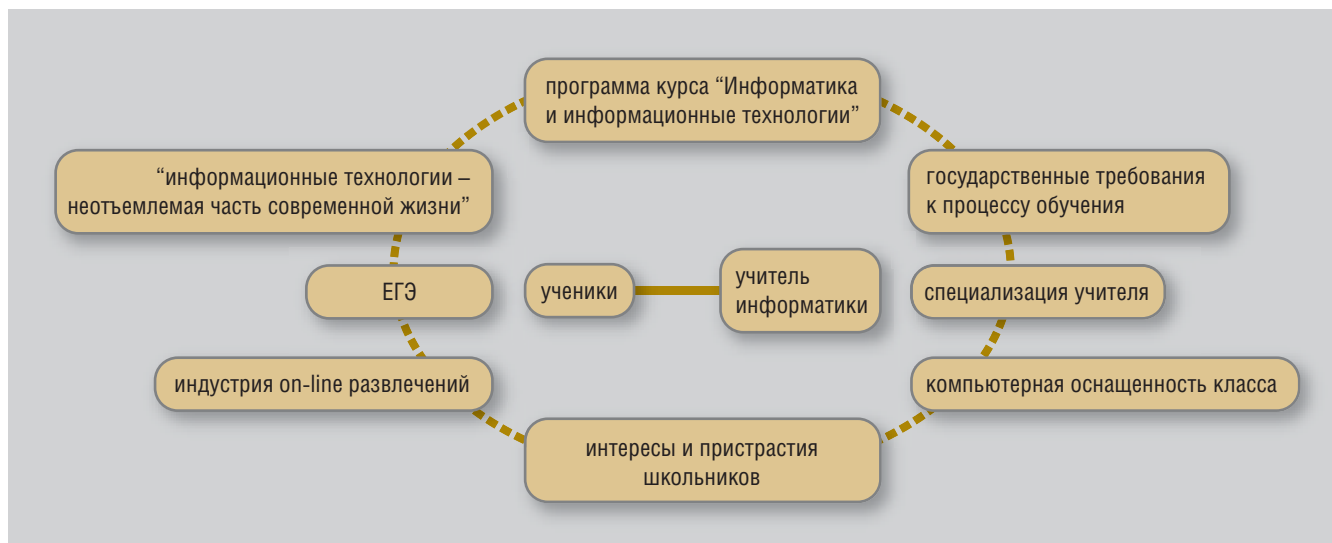 программа курса “Информатика
и информационные технологии”
“информационные технологии –
неотъемлемая часть современной жизни”
государственные требования
к процессу обучения
ЕГЭ
ученики
учитель
информатики
специализация учителя
индустрия on-line развлечений
компьютерная оснащенность класса
интересы и пристрастия
школьников